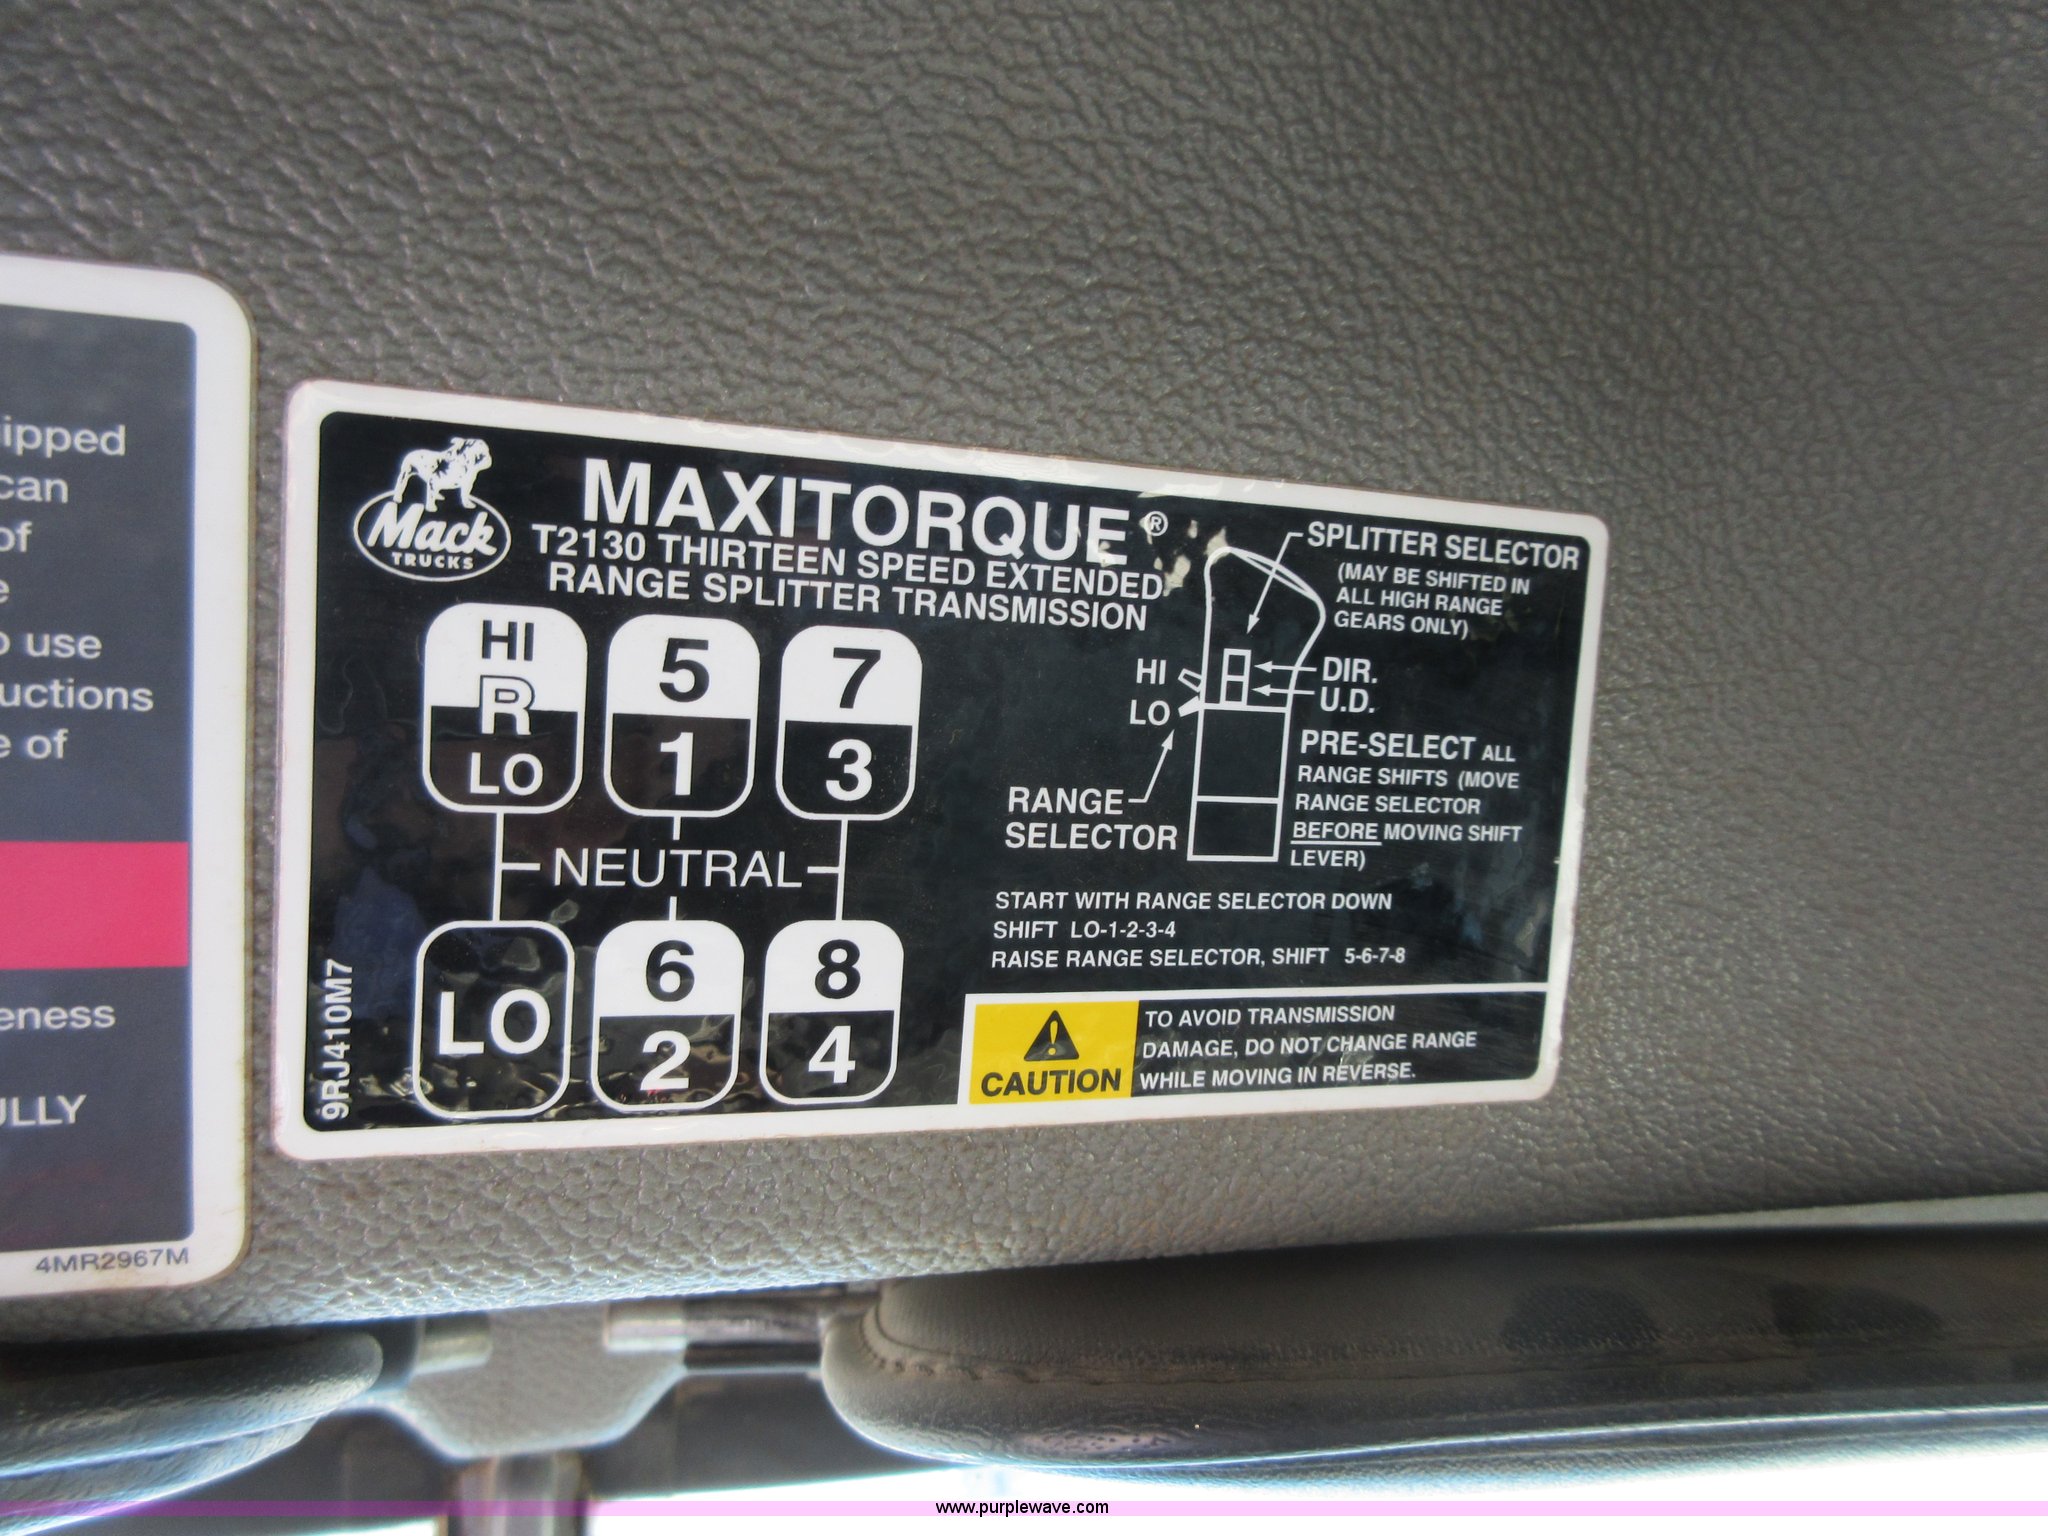 ipped
can
of
e
use
uctions
e of
eness
ULLY
4MR2967M
Mack
TRUCKS
MAXITORQUE®
T2130 THIRTEEN SPEED EXTENDED
RANGE SPLITTER TRANSMISSION
HI
R
LO
5
1
7
3
NEUTRAL
LO
6
2
8
4
9RJ410M7
SPLITTER SELECTOR
(MAY BE SHIFTED IN
ALL HIGH RANGE
GEARS ONLY)
HI
LO
DIR.
U.D.
RANGE
SELECTOR
PRE-SELECT ALL
RANGE SHIFTS (MOVE
RANGE SELECTOR
BEFORE MOVING SHIFT
LEVER)
START WITH RANGE SELECTOR DOWN
SHIFT LO-1-2-3-4
RAISE RANGE SELECTOR, SHIFT 5-6-7-8
CAUTION
TO AVOID TRANSMISSION
DAMAGE, DO NOT CHANGE RANGE
WHILE MOVING IN REVERSE.
www.purplewave.com